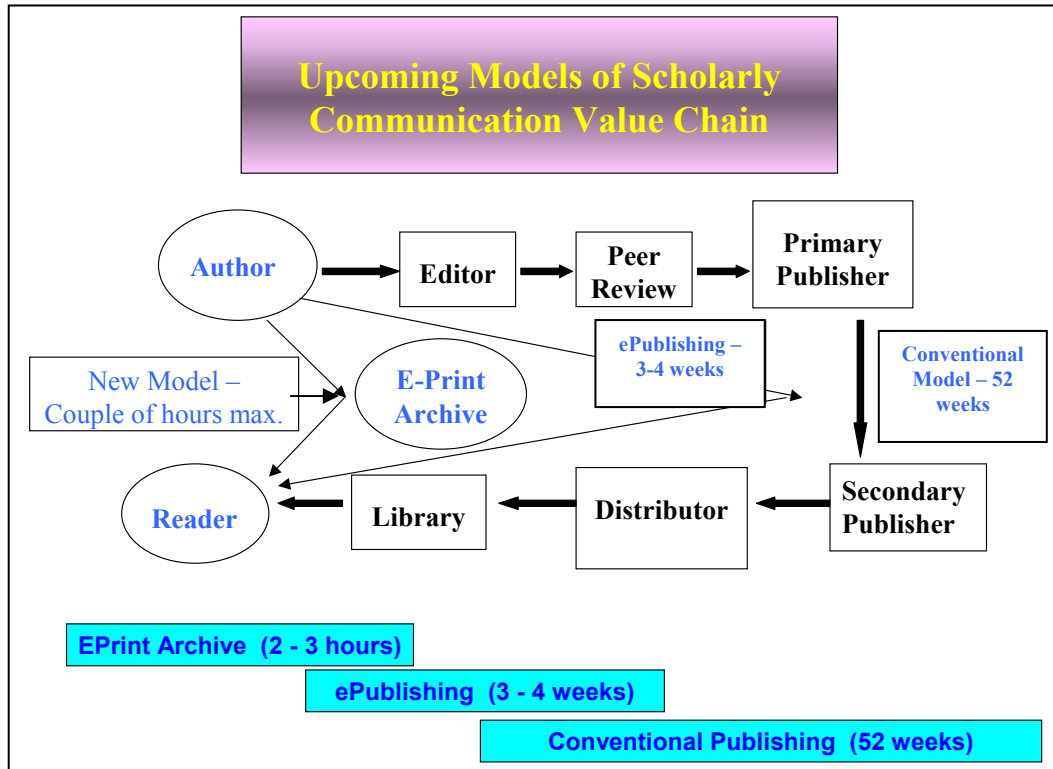 Upcoming Models of Scholarly
Communication Value Chain
Author
Editor
Peer
Review
Primary
Publisher
New Model –
Couple of hours max.
E-Print
Archive
ePublishing –
3-4 weeks
Conventional
Model – 52
weeks
Reader
Library
Distributor
Secondary
Publisher
EPrint Archive (2 - 3 hours)
ePublishing (3 - 4 weeks)
Conventional Publishing (52 weeks)